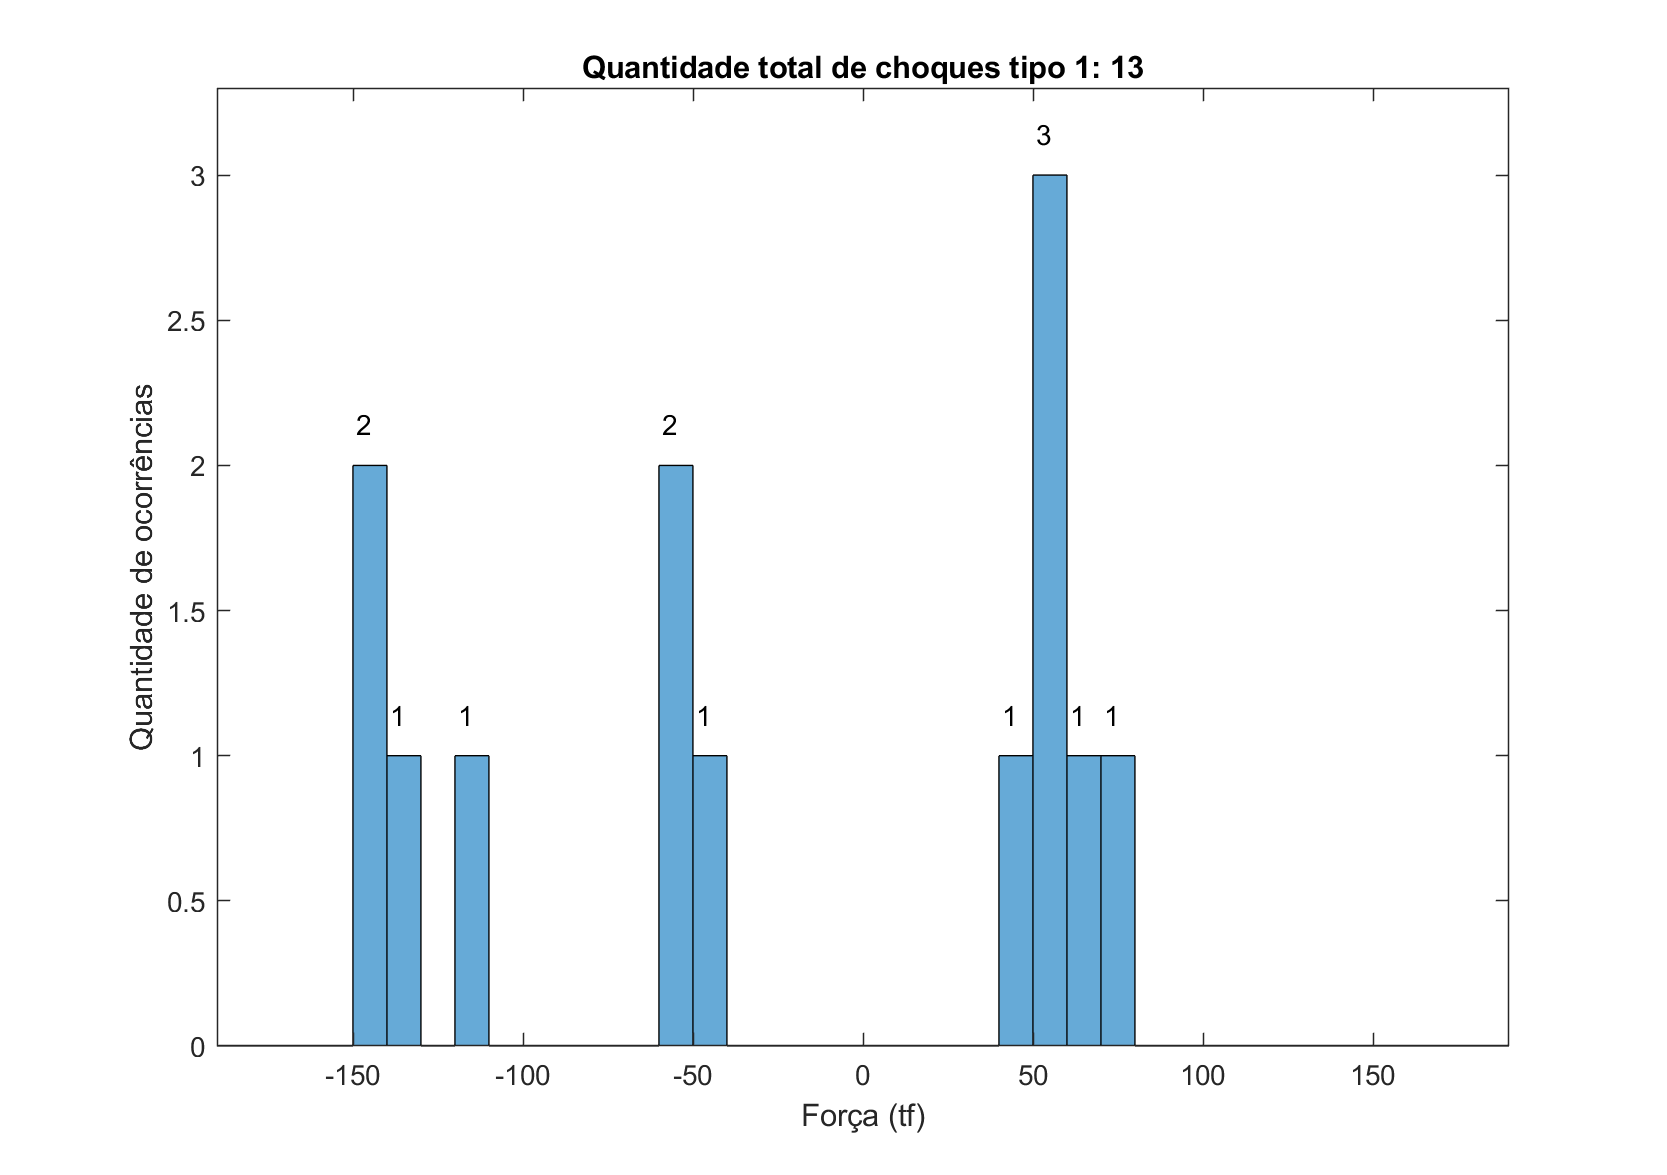 Quantidade total de choques tipo 1: 13
3
3
2.5
2 2
2
1.5
1 1 1 1 1 1
1
0.5
0
-150 -100 -50 0 50 100 150
Força (tf)
Quantidade de ocorrências